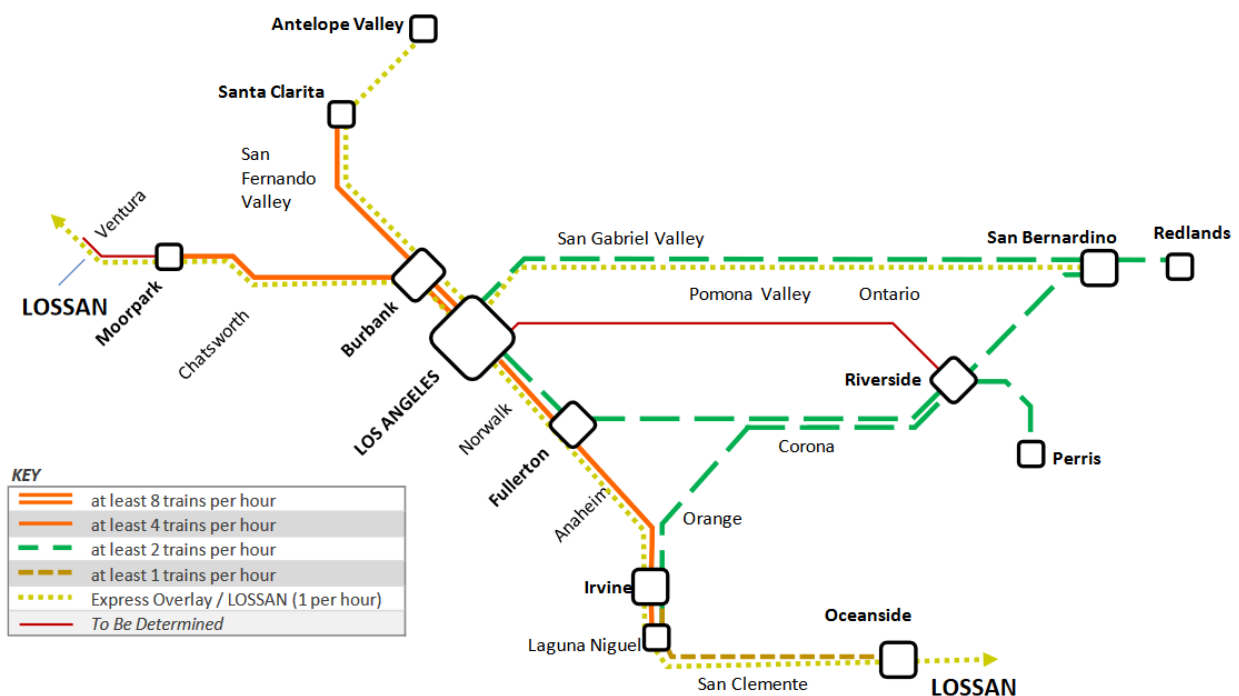 Antelope Valley
Santa Clarita
San
Fernando
Valley
Ventura
LOSSAN
Moorpark
Chatsworth
Burbank
LOS ANGELES
San Gabriel Valley
San Bernardino
Redlands
Pomona Valley
Ontario
Riverside
Norwalk
Fullerton
Corona
Perris
Anaheim
Orange
Irvine
Laguna Niguel
Oceanside
San Clemente
LOSSAN
KEY
at least 8 trains per hour
at least 4 trains per hour
at least 2 trains per hour
at least 1 trains per hour
Express Overlay / LOSSAN (1 per hour)
To Be Determined